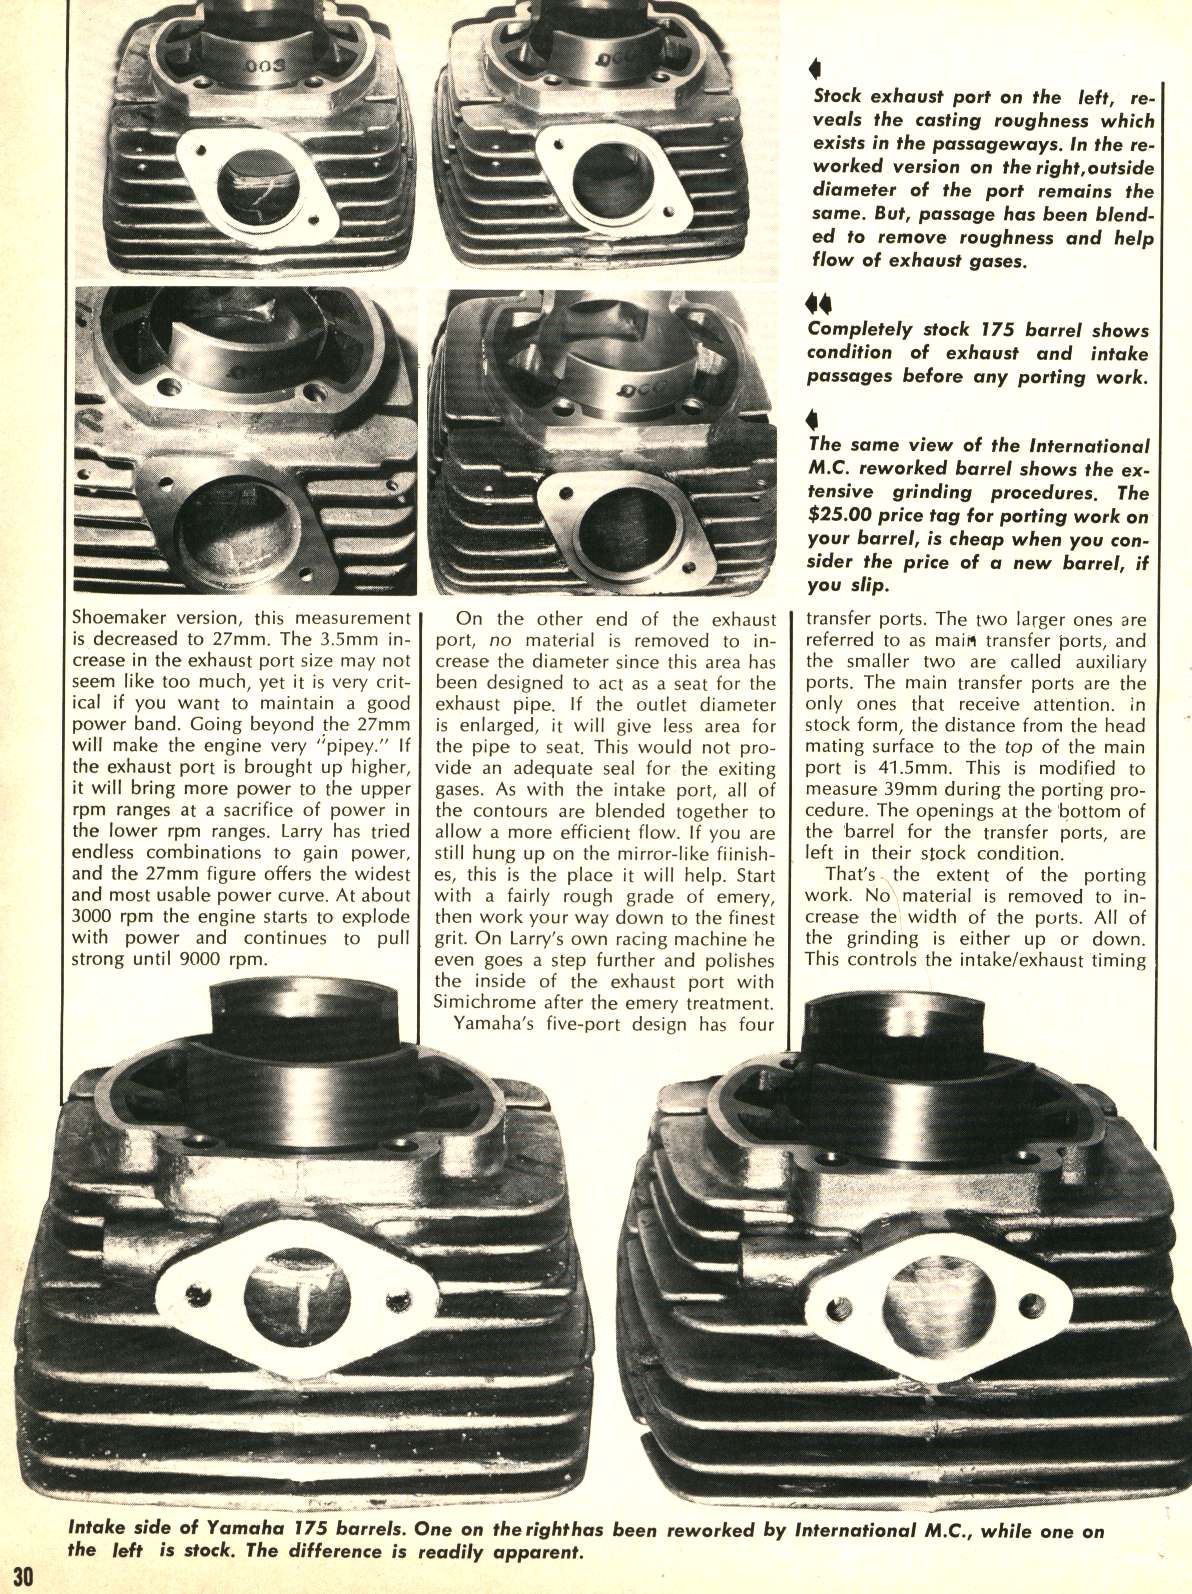 003
Stock exhaust port on the left, re-
veals the casting roughness which
exists in the passageways. In the re-
worked version on the right,outside
diameter of the port remains the
same. But, passage has been blend-
ed to remove roughness and help
flow of exhaust gases.
Completely stock 175 barrel shows
condition of exhaust and intake
passages before any porting work.
The same view of the International
M.C. reworked barrel shows the ex-
tensive grinding procedures. The
$25.00 price tag for porting work on
your barrel, is cheap when you con-
sider the price of a new barrel, if
you slip.
Shoemaker version, this measurement
is decreased to 27mm. The 3.5mm in-
crease in the exhaust port size may not
seem like too much, yet it is very crit-
ical if you want to maintain a good
power band. Going beyond the 27mm
will make the engine very "pipey." If
the exhaust port is brought up higher,
it will bring more power to the upper
rpm ranges at a sacrifice of power in
the lower rpm ranges. Larry has tried
endless combinations to gain power,
and the 27mm figure offers the widest
and most usable power curve. At about
3000 rpm the engine starts to explode
with power and continues to pull
strong until 9000 rpm.
On the other end of the exhaust
port, no material is removed to in-
crease the diameter since this area has
been designed to act as a seat for the
exhaust pipe. If the outlet diameter
is enlarged, it will give less area for
the pipe to seat. This would not pro-
vide an adequate seal for the exiting
gases. As with the intake port, all of
the contours are blended together to
allow a more efficient flow. If you are
still hung up on the mirror-like fiinish-
es, this is the place it will help. Start
with a fairly rough grade of emery,
then work your way down to the finest
grit. On Larry's own racing machine he
even goes a step further and polishes
the inside of the exhaust port with
Simichrome after the emery treatment.
Yamaha's five-port design has four
transfer ports. The two larger ones are
referred to as main transfer ports, and
the smaller two are called auxiliary
ports. The main transfer ports are the
only ones that receive attention. In
stock form, the distance from the head
mating surface to the top of the main
port is 41.5mm. This is modified to
measure 39mm during the porting pro-
cedure. The openings at the bottom of
the barrel for the transfer ports, are
left in their stock condition.
That's the extent of the porting
work. No material is removed to in-
crease the width of the ports. All of
the grinding is either up or down.
This controls the intake/exhaust timing
Intake side of Yamaha 175 barrels. One on the right has been reworked by International M.C., while one on
the left is stock. The difference is readily apparent.
30